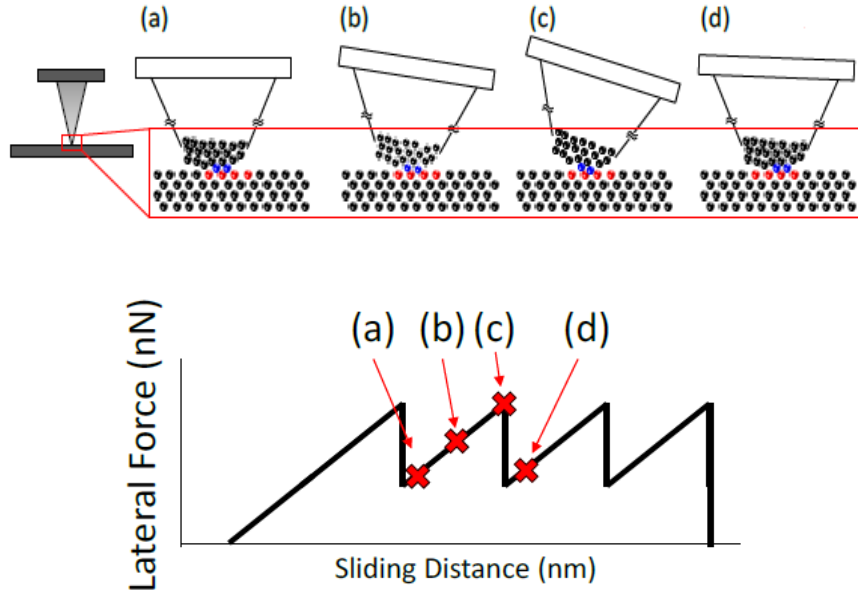 (a) (b) (c) (d)
(a) (b) (c) (d)
Lateral Force (nN)
Sliding Distance (nm)